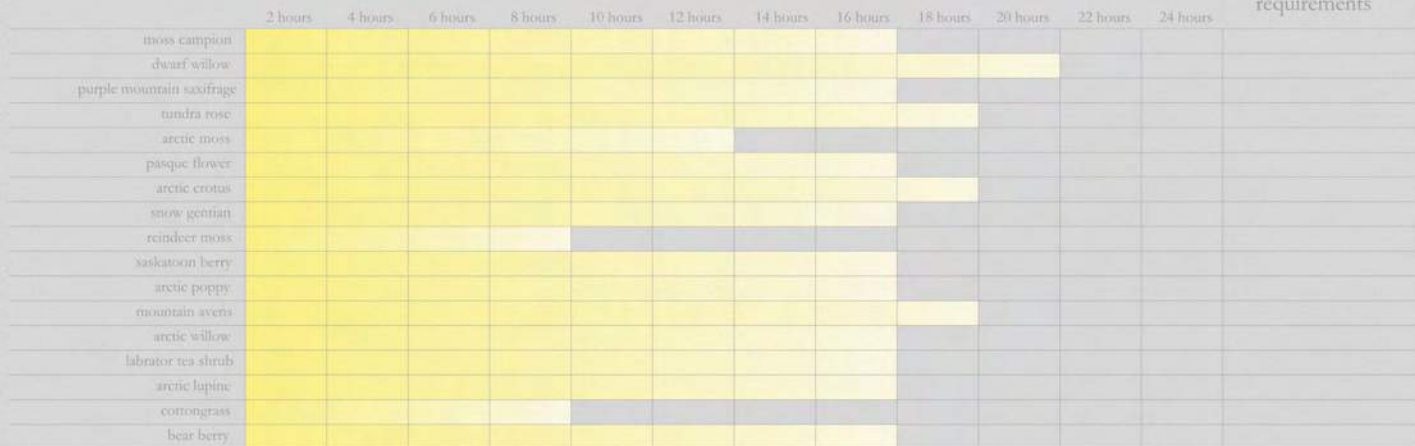 requirements
2 hours 4 hours 6 hours 8 hours 10 hours 12 hours 14 hours 16 hours 18 hours 20 hours 22 hours 24 hours
moss campion
dwarf willow
purple mountain saxifrage
tundra rose
arctic moss
pasque flower
arctic crotus
snow gentian
reindeer moss
saskatoon berry
arctic poppy
mountain avens
arctic willow
labrator tea shrub
arctic lupine
cottongrass
bear berry